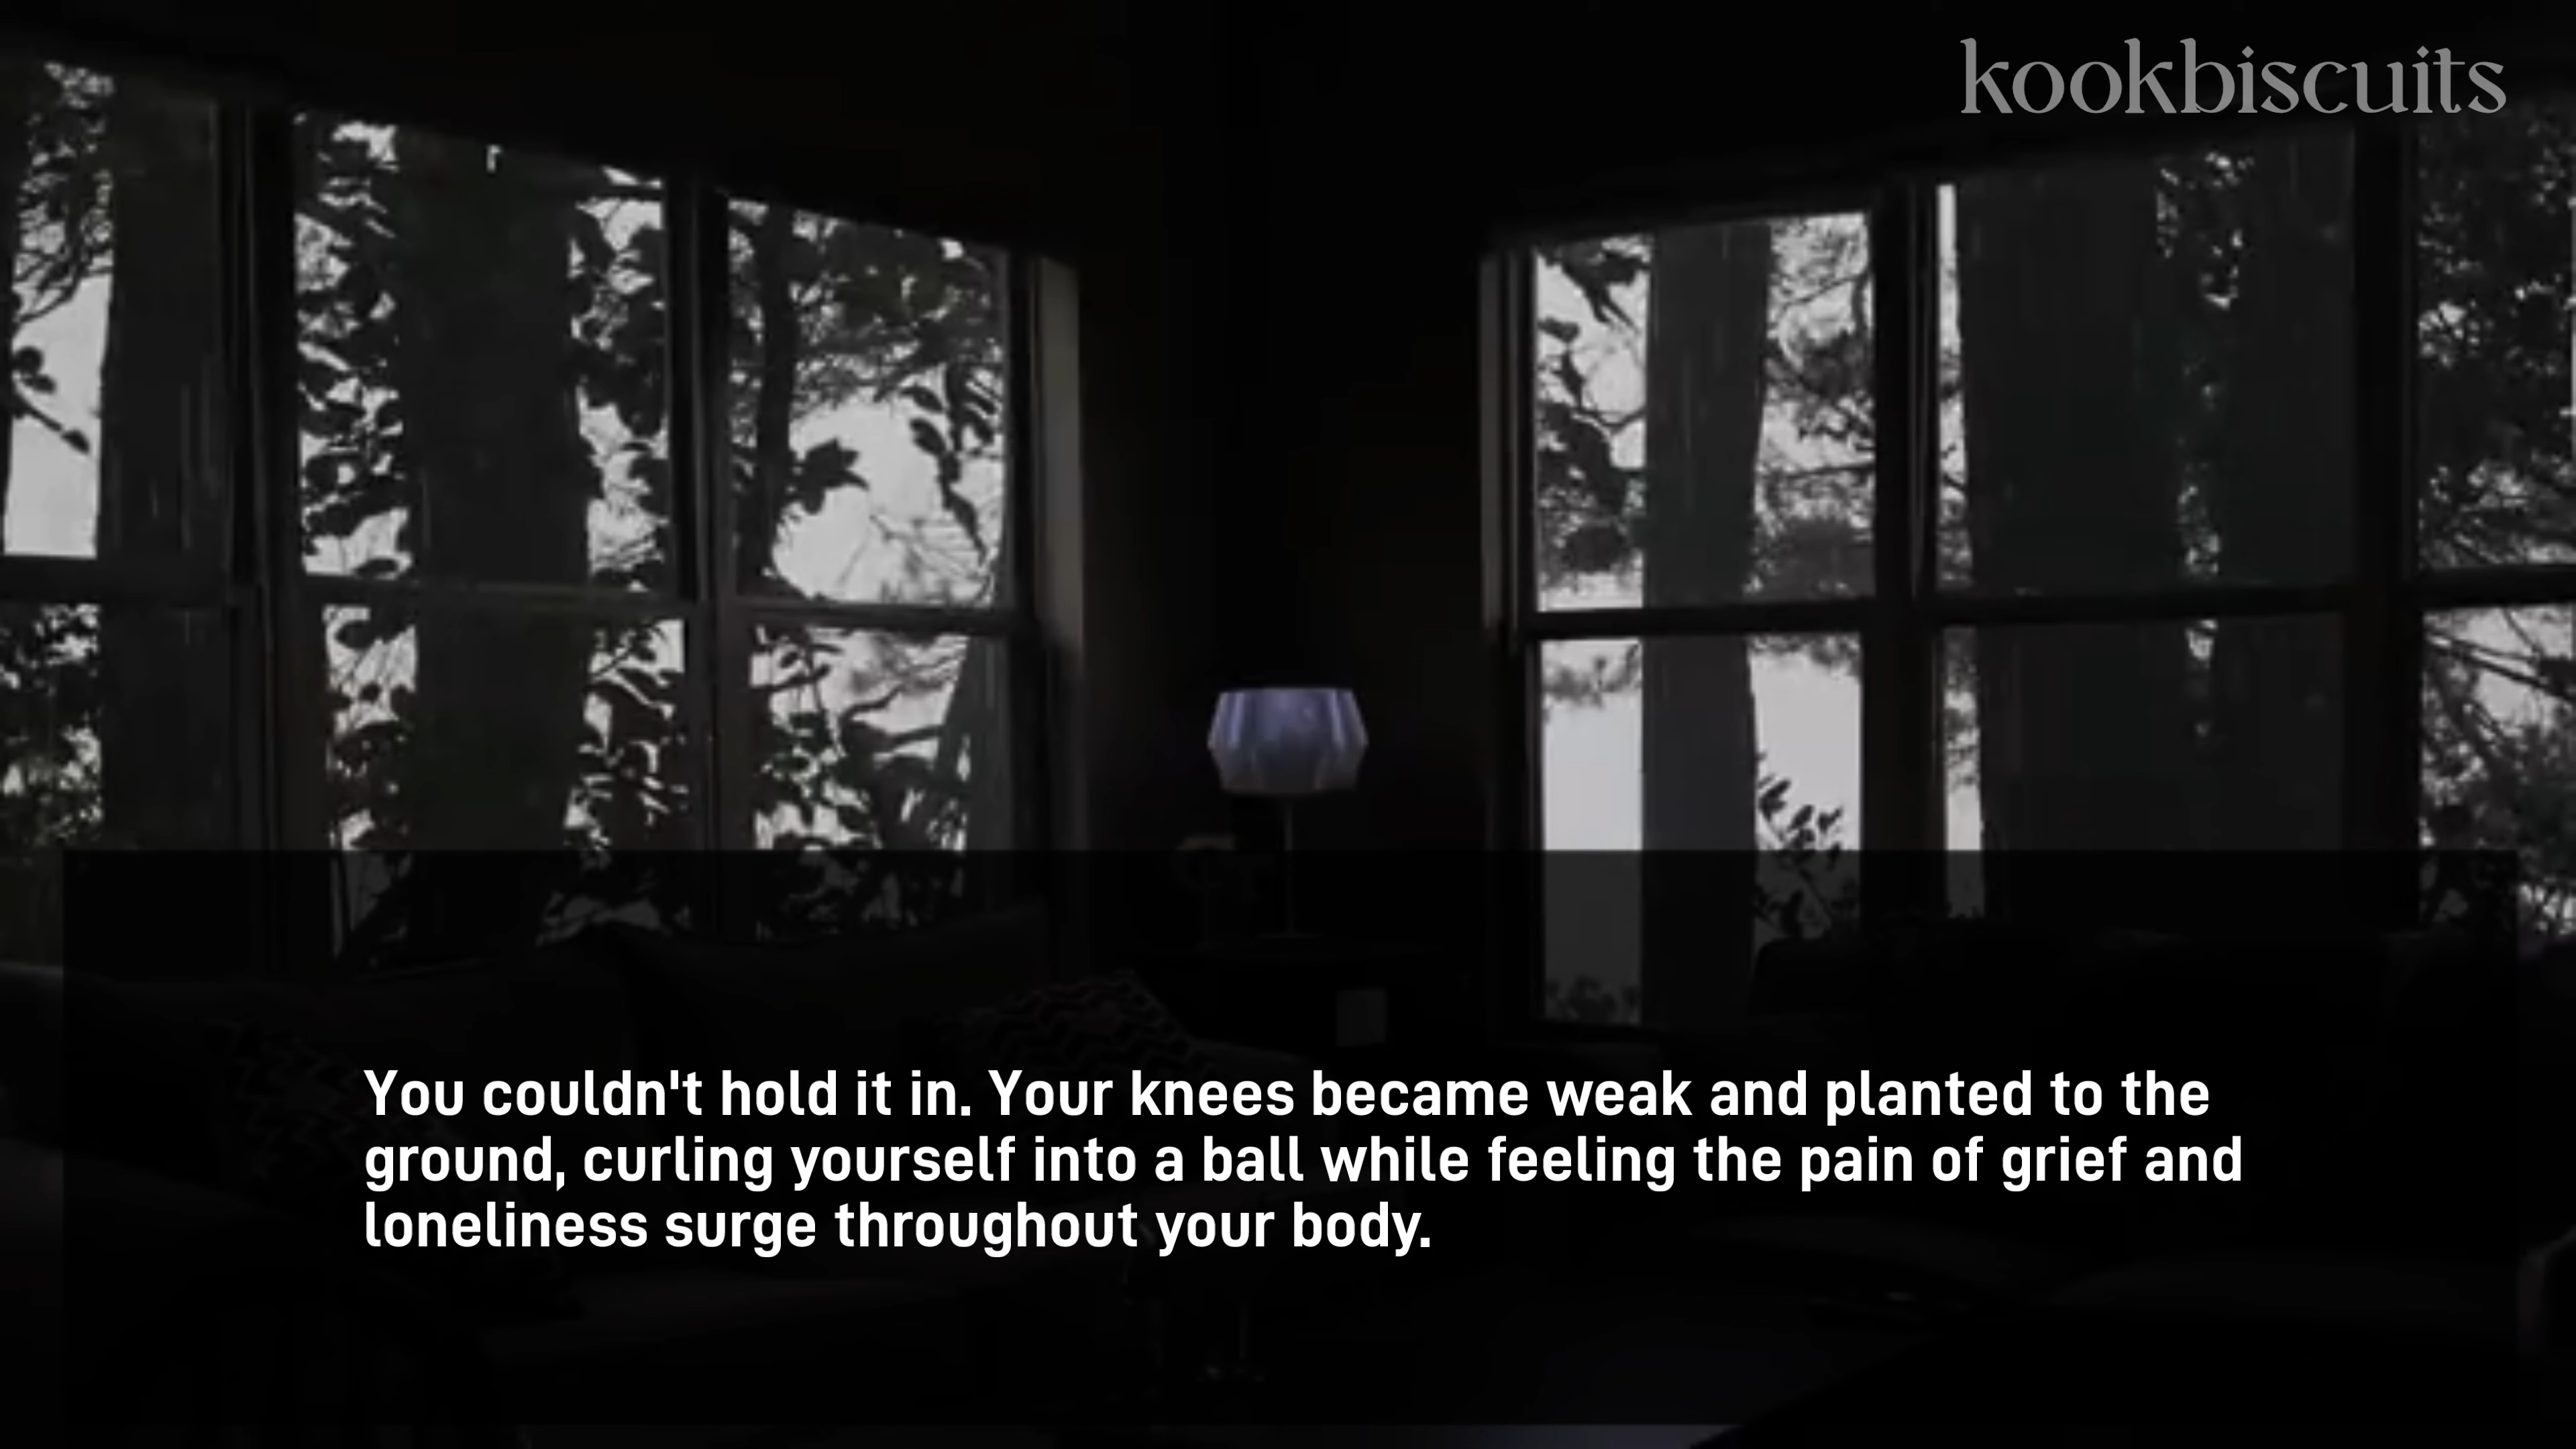 kookbiscuits
You couldn't hold it in. Your knees became weak and planted to the
ground, curling yourself into a ball while feeling the pain of grief and
loneliness surge throughout your body.